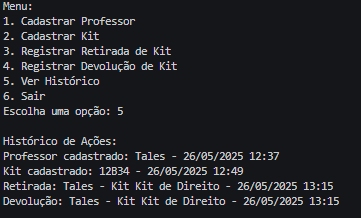 Menu:
1. Cadastrar Professor
2. Cadastrar Kit
3. Registrar Retirada de Kit
4. Registrar Devolução de Kit
5. Ver Histórico
6. Sair
Escolha uma opção: 5
Histórico de Ações:
Professor cadastrado: Tales - 26/05/2025 12:37
Kit cadastrado: 12B34 - 26/05/2025 12:49
Retirada: Tales - Kit Kit de Direito - 26/05/2025 13:15
Devolução: Tales - Kit Kit de Direito - 26/05/2025 13:15